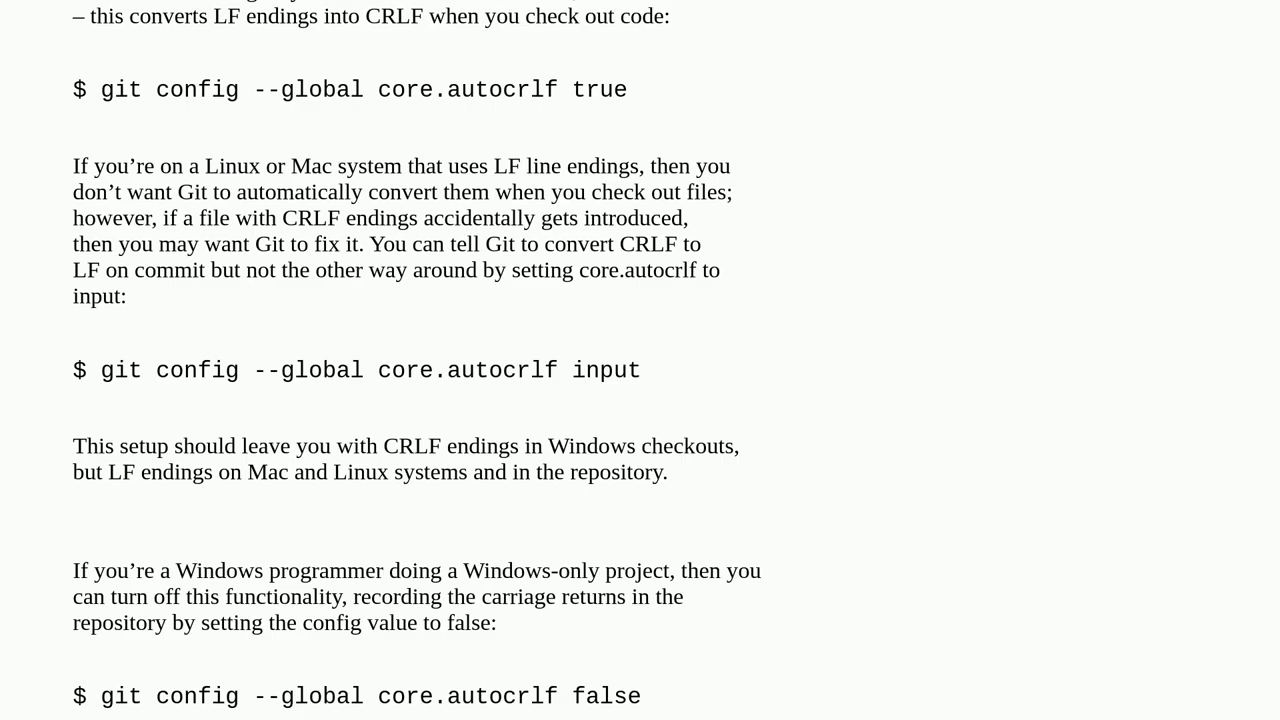 – this converts LF endings into CRLF when you check out code:
$ git config --global core.autocrlf true
If you’re on a Linux or Mac system that uses LF line endings, then you
don’t want Git to automatically convert them when you check out files;
however, if a file with CRLF endings accidentally gets introduced,
then you may want Git to fix it. You can tell Git to convert CRLF to
LF on commit but not the other way around by setting core.autocrlf to
input:
$ git config --global core.autocrlf input
This setup should leave you with CRLF endings in Windows checkouts,
but LF endings on Mac and Linux systems and in the repository.
If you’re a Windows programmer doing a Windows-only project, then you
can turn off this functionality, recording the carriage returns in the
repository by setting the config value to false:
$ git config --global core.autocrlf false